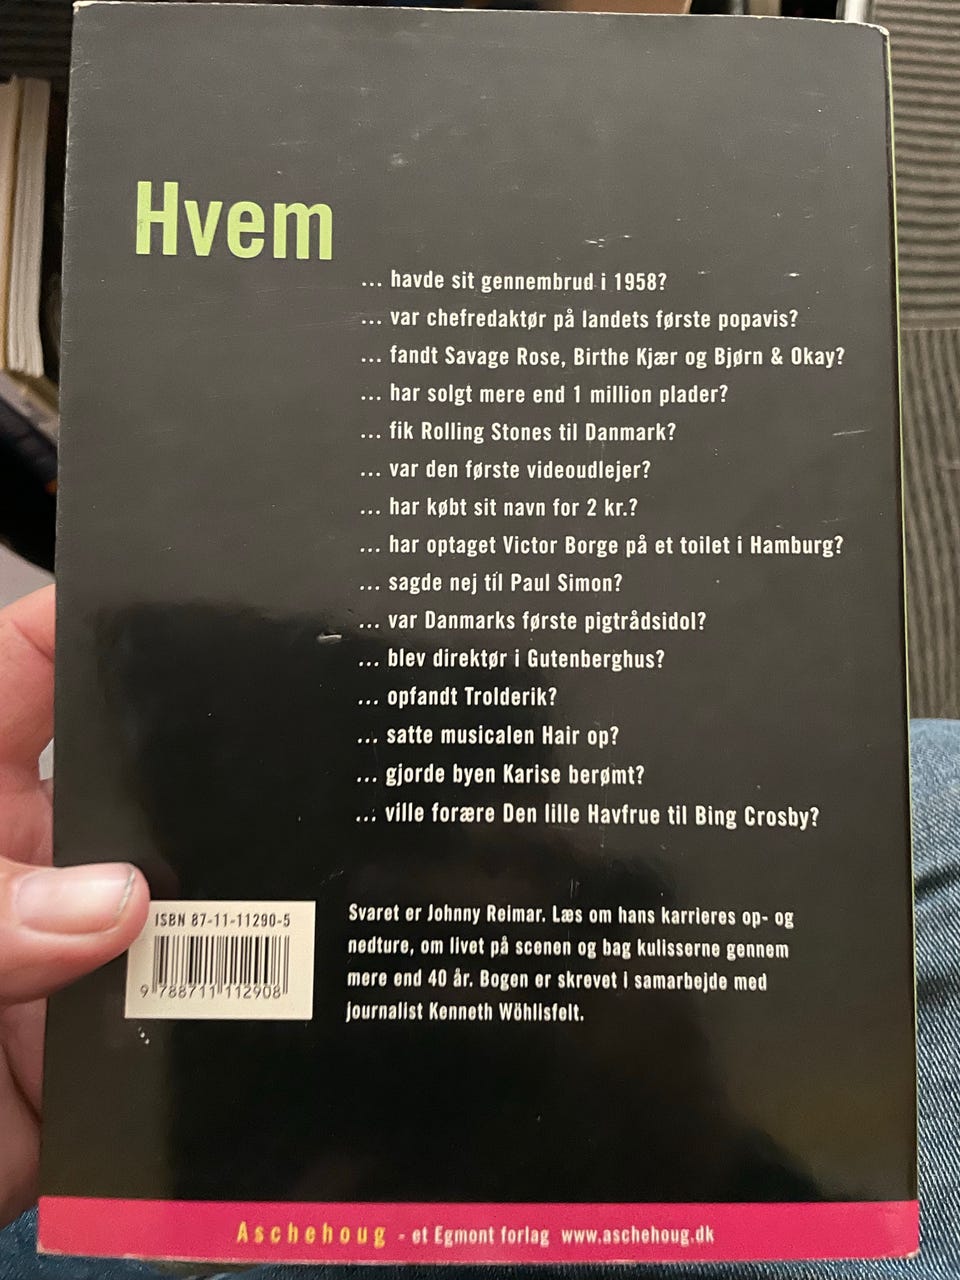 Hvem
... havde sit gennembrud i 1958?
... var chefredaktør på landets første popavis?
... fandt Savage Rose, Birthe Kjær og Bjørn & Okay?
... har solgt mere end 1 million plader?
... fik Rolling Stones til Danmark?
... var den første videoudlejer?
... har købt sit navn for 2 kr.?
... har optaget Victor Borge på et toilet i Hamburg?
... sagde nej til Paul Simon?
... var Danmarks første pigtrådsidol?
... blev direktør i Gutenberghus?
... opfandt Trolderik?
... satte musicalen Hair op?
... gjorde byen Karise berømt?
... ville forære Den lille Havfrue til Bing Crosby?
Svaret er Johnny Reimar. Læs om hans karrieres op- og
nedture, om livet på scenen og bag kulisserne gennem
mere end 40 år. Bogen er skrevet i samarbejde med
journalist Kenneth Wöhlisfelt.
ISBN 87-11-11290-5
9 788711 112908
Aschehoug - et Egmont forlag www.aschehoug.dk